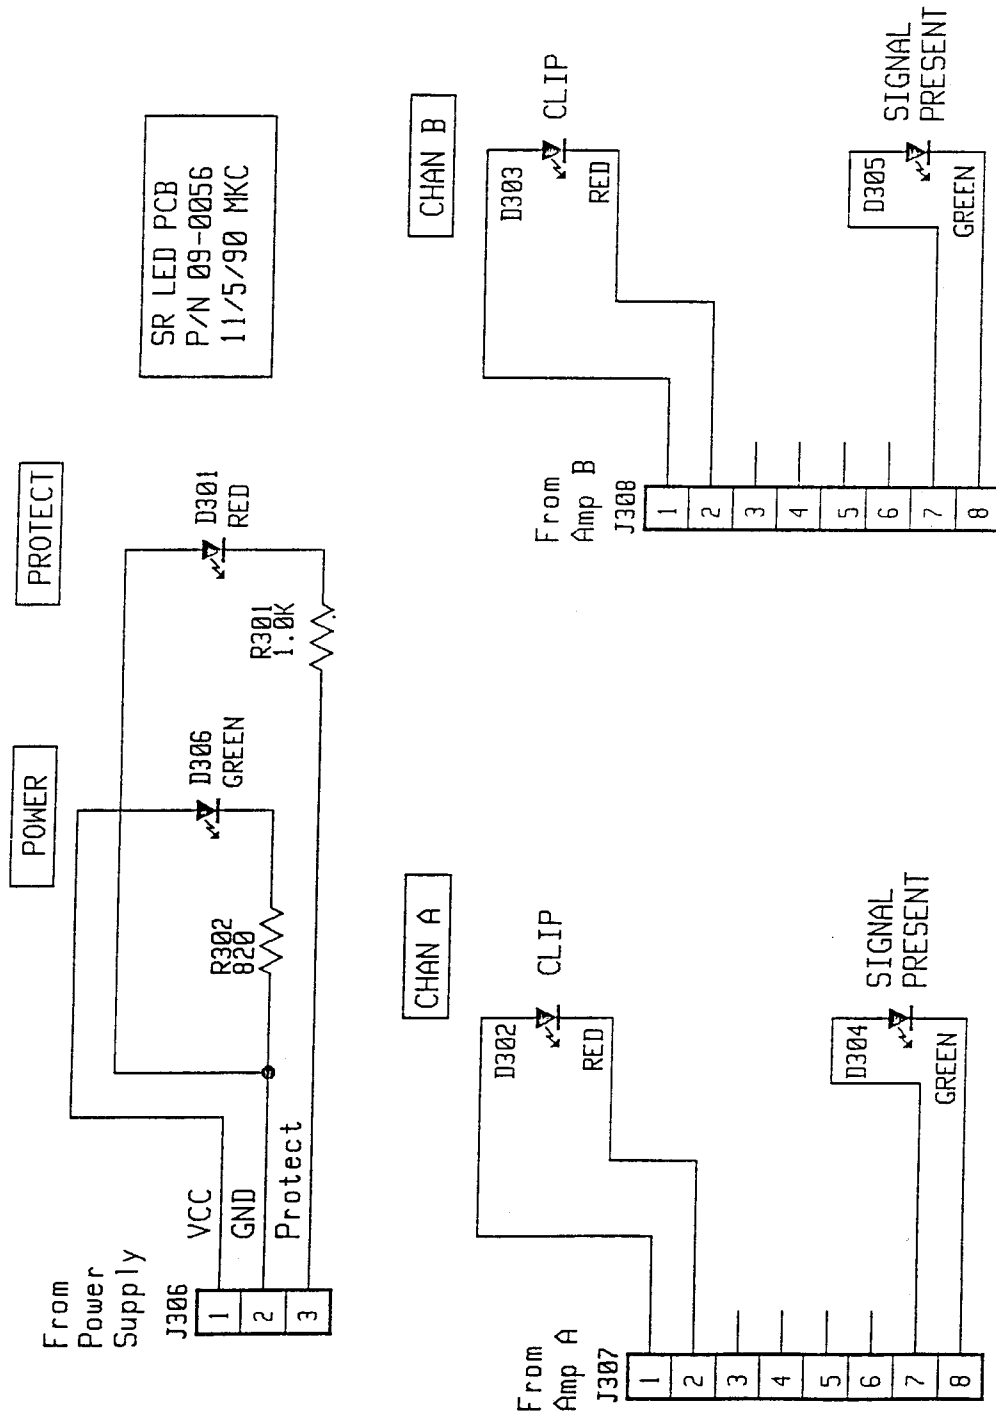 From
Power
Supply
J306
1
2
3
VCC
GND
Protect
POWER
D306
GREEN
R302
820
PROTECT
D301
RED
R301
1.0K
SR LED PCB
P/N 09-0056
11/5/90 MKC
From
Amp A
J307
1
2
3
4
5
6
7
8
CHAN A
D302
CLIP
RED
D304
SIGNAL
PRESENT
GREEN
From
Amp B
J308
1
2
3
4
5
6
7
8
CHAN B
D303
CLIP
RED
D305
SIGNAL
PRESENT
GREEN